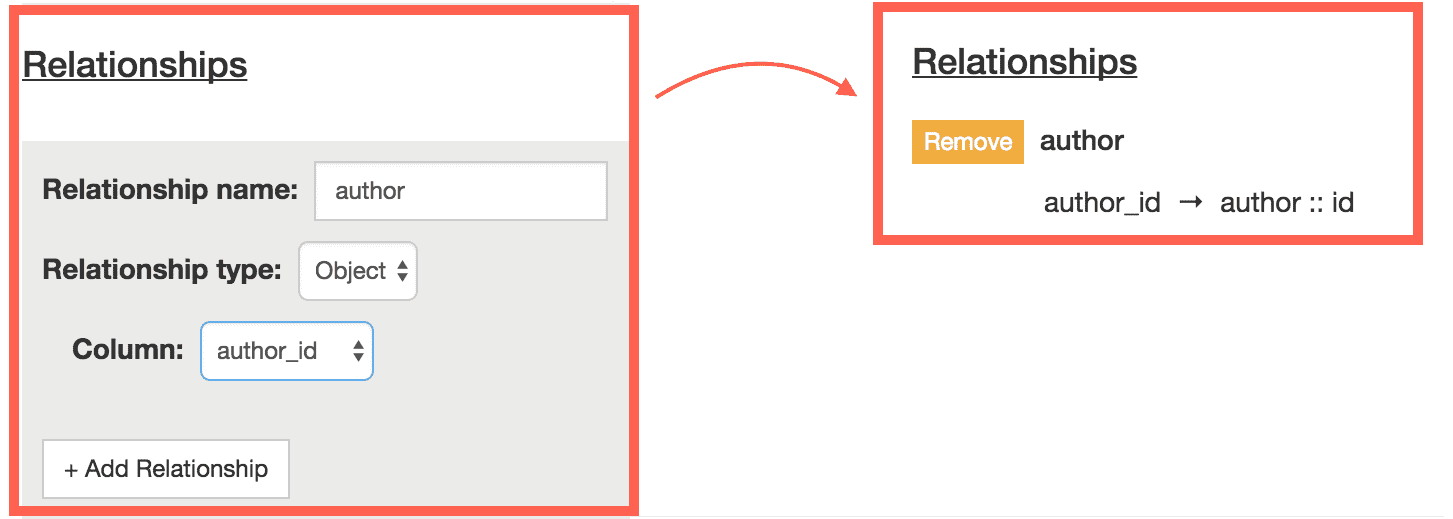 Relationships
Relationship name: author
Relationship type: Object
Column: author_id
+ Add Relationship
Relationships
Remove author
author_id → author :: id